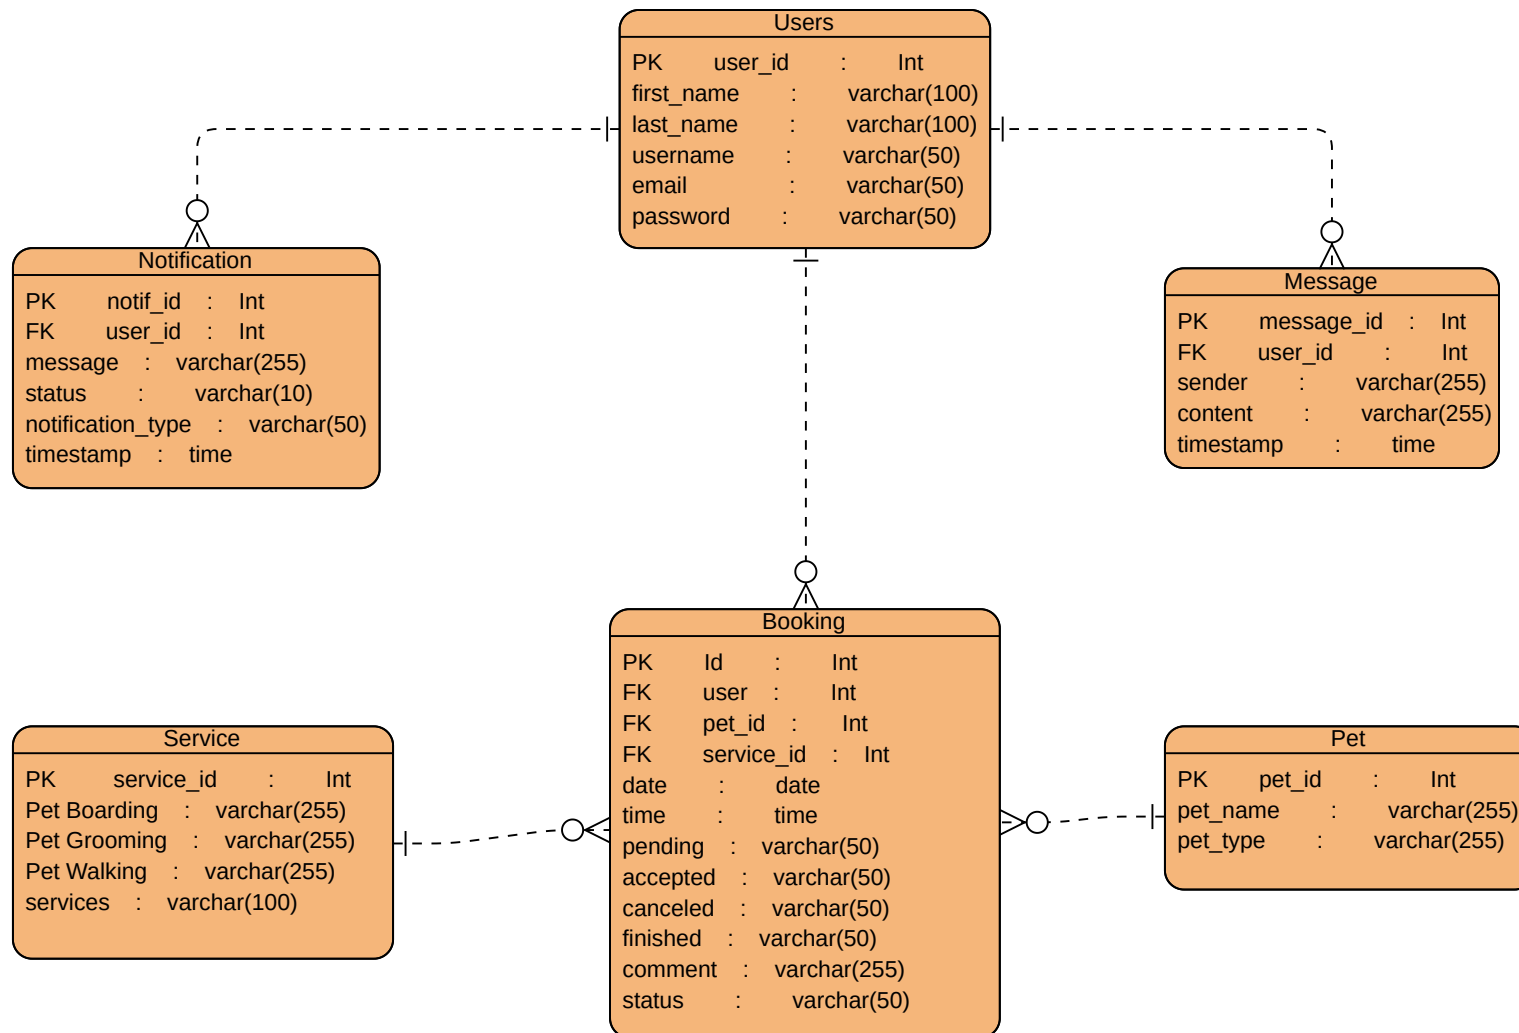 Users
PK user_id : Int
first_name : varchar(100)
last_name : varchar(100)
username : varchar(50)
email : varchar(50)
password : varchar(50)
Notification
PK notif_id : Int
FK user_id : Int
message : varchar(255)
status : varchar(10)
notification_type : varchar(50)
timestamp : time
Message
PK message_id : Int
FK user_id : Int
sender : varchar(255)
content : varchar(255)
timestamp : time
Booking
PK Id : Int
FK user : Int
FK pet_id : Int
FK service_id : Int
date : date
time : time
pending : varchar(50)
accepted : varchar(50)
canceled : varchar(50)
finished : varchar(50)
comment : varchar(255)
status : varchar(50)
Service
PK service_id : Int
Pet Boarding : varchar(255)
Pet Grooming : varchar(255)
Pet Walking : varchar(255)
services : varchar(100)
Pet
PK pet_id : Int
pet_name : varchar(255)
pet_type : varchar(255)